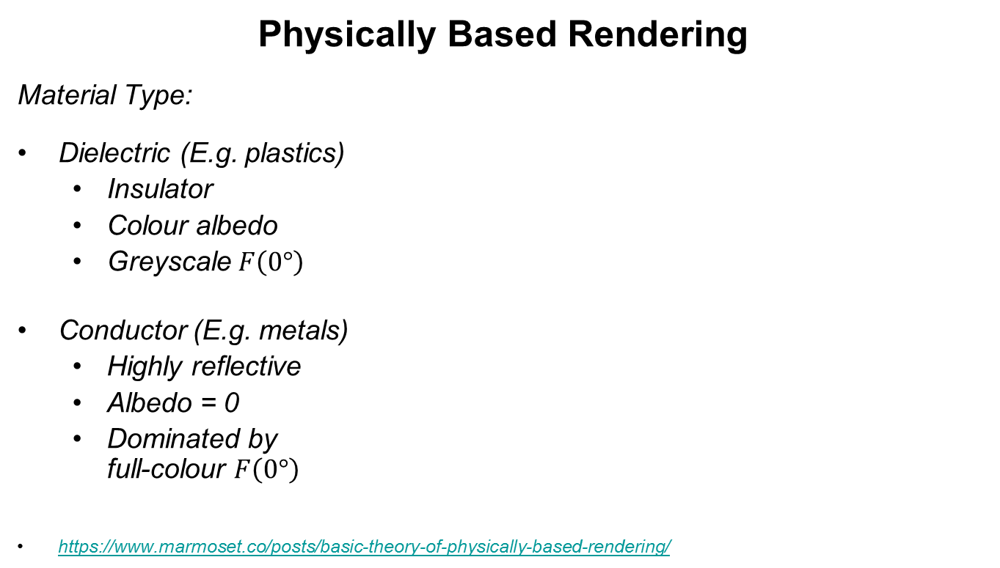 Physically Based Rendering
Material Type:
• Dielectric (E.g. plastics)
• Insulator
• Colour albedo
• Greyscale F(0°)
• Conductor (E.g. metals)
• Highly reflective
• Albedo = 0
• Dominated by
full-colour F(0°)
• https://www.marmoset.co/posts/basic-theory-of-physically-based-rendering/